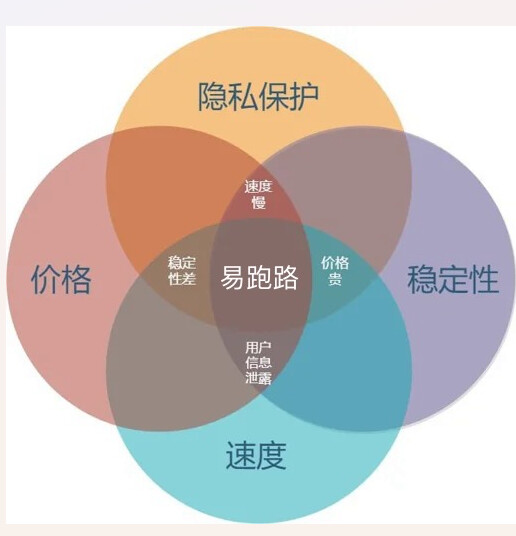 隐私保护
速度
慢
价格
稳定
性差
易跑路
价格
贵
稳定性
用户
信息
泄露
速度